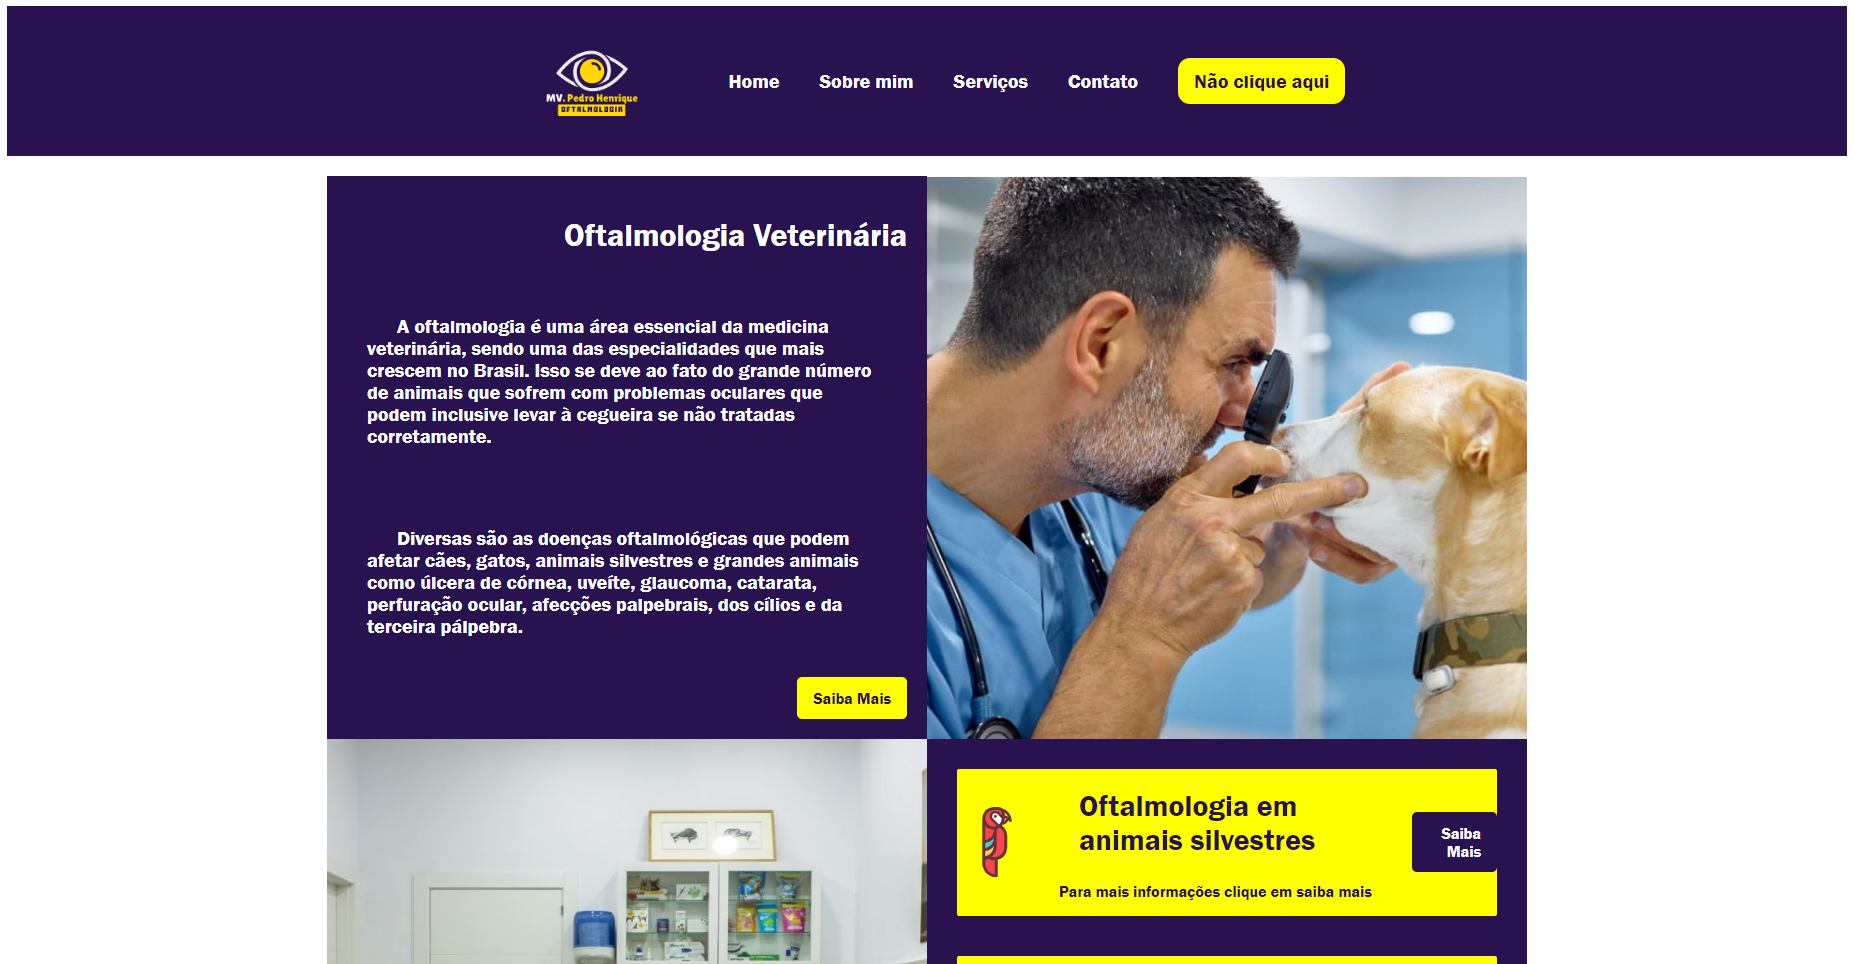 MV. Pedro Henrique
OFTALMOLOGIA
Home
Sobre mim
Serviços
Contato
Não clique aqui
Oftalmologia Veterinária
A oftalmologia é uma área essencial da medicina
veterinária, sendo uma das especialidades que mais
crescem no Brasil. Isso se deve ao fato do grande número
de animais que sofrem com problemas oculares que
podem inclusive levar à cegueira se não tratadas
corretamente.
Diversas são as doenças oftalmológicas que podem
afetar cães, gatos, animais silvestres e grandes animais
como úlcera de córnea, uveíte, glaucoma, catarata,
perfuração ocular, afecções palpebrais, dos cílios e da
terceira pálpebra.
Saiba Mais
Oftalmologia em
animais silvestres
Para mais informações clique em saiba mais
Saiba
Mais